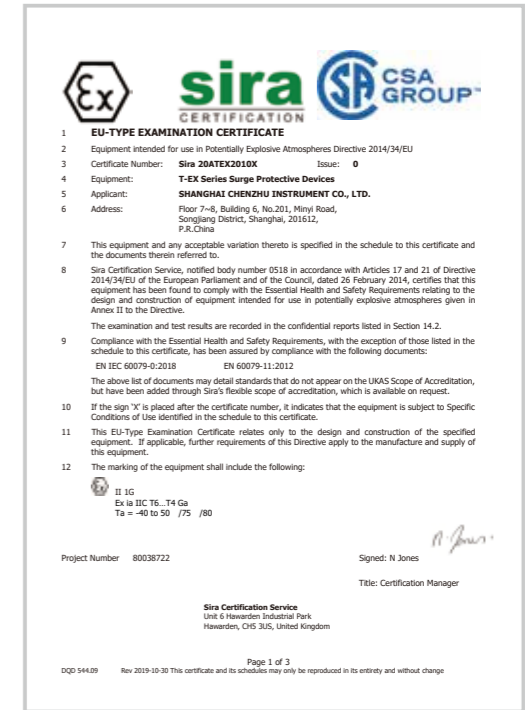 Ex
sira
CERTIFICATION
SA
CSA
GROUP™
1 EU-TYPE EXAMINATION CERTIFICATE
2 Equipment intended for use in Potentially Explosive Atmospheres Directive 2014/34/EU
3 Certificate Number: Sira 20ATEX2010X Issue: 0
4 Equipment: T-EX Series Surge Protective Devices
5 Applicant: SHANGHAI CHENZHU INSTRUMENT CO., LTD.
6 Address: Floor 7~8, Building 6, No.201, Minyi Road,
Songjiang District, Shanghai, 201612,
P.R.China
7 This equipment and any acceptable variation thereto is specified in the schedule to this certificate and
the documents therein referred to.
8 Sira Certification Service, notified body number 0518 in accordance with Articles 17 and 21 of Directive
2014/34/EU of the European Parliament and of the Council, dated 26 February 2014, certifies that this
equipment has been found to comply with the Essential Health and Safety Requirements relating to the
design and construction of equipment intended for use in potentially explosive atmospheres given in
Annex II to the Directive.
The examination and test results are recorded in the confidential reports listed in Section 14.2.
9 Compliance with the Essential Health and Safety Requirements, with the exception of those listed in the
schedule to this certificate, has been assured by compliance with the following documents:
EN IEC 60079-0:2018 EN 60079-11:2012
The above list of documents may detail standards that do not appear on the UKAS Scope of Accreditation,
but have been added through Sira's flexible scope of accreditation, which is available on request.
10 If the sign 'X' is placed after the certificate number, it indicates that the equipment is subject to Specific
Conditions of Use identified in the schedule to this certificate.
11 This EU-Type Examination Certificate relates only to the design and construction of the specified
equipment. If applicable, further requirements of this Directive apply to the manufacture and supply of
this equipment.
12 The marking of the equipment shall include the following:
Ex II 1G
Ex ia IIC T6...T4 Ga
Ta = -40 to 50 /75 /80
N. Jones.
Project Number 80038722 Signed: N Jones
Title: Certification Manager
Sira Certification Service
Unit 6 Hawarden Industrial Park
Hawarden, CH5 3US, United Kingdom
Page 1 of 3
DQD 544.09 Rev 2019-10-30 This certificate and its schedules may only be reproduced in its entirety and without change